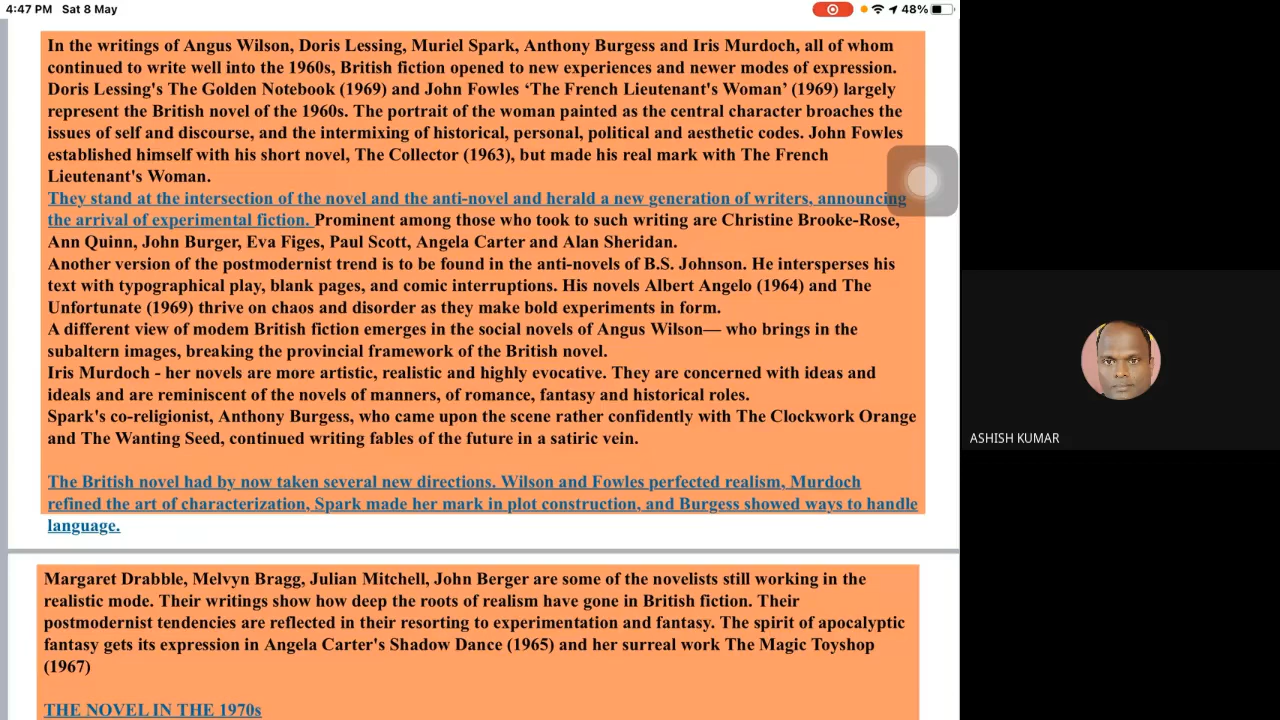 4:47 PM Sat 8 May
48%
In the writings of Angus Wilson, Doris Lessing, Muriel Spark, Anthony Burgess and Iris Murdoch, all of whom
continued to write well into the 1960s, British fiction opened to new experiences and newer modes of expression.
Doris Lessing's The Golden Notebook (1969) and John Fowles ‘The French Lieutenant's Woman’ (1969) largely
represent the British novel of the 1960s. The portrait of the woman painted as the central character broaches the
issues of self and discourse, and the intermixing of historical, personal, political and aesthetic codes. John Fowles
established himself with his short novel, The Collector (1963), but made his real mark with The French
Lieutenant's Woman.
They stand at the intersection of the novel and the anti-novel and herald a new generation of writers, announcing
the arrival of experimental fiction. Prominent among those who took to such writing are Christine Brooke-Rose,
Ann Quinn, John Burger, Eva Figes, Paul Scott, Angela Carter and Alan Sheridan.
Another version of the postmodernist trend is to be found in the anti-novels of B.S. Johnson. He intersperses his
text with typographical play, blank pages, and comic interruptions. His novels Albert Angelo (1964) and The
Unfortunate (1969) thrive on chaos and disorder as they make bold experiments in form.
A different view of modem British fiction emerges in the social novels of Angus Wilson— who brings in the
subaltern images, breaking the provincial framework of the British novel.
Iris Murdoch - her novels are more artistic, realistic and highly evocative. They are concerned with ideas and
ideals and are reminiscent of the novels of manners, of romance, fantasy and historical roles.
Spark's co-religionist, Anthony Burgess, who came upon the scene rather confidently with The Clockwork Orange
and The Wanting Seed, continued writing fables of the future in a satiric vein.
The British novel had by now taken several new directions. Wilson and Fowles perfected realism, Murdoch
refined the art of characterization, Spark made her mark in plot construction, and Burgess showed ways to handle
language.
Margaret Drabble, Melvyn Bragg, Julian Mitchell, John Berger are some of the novelists still working in the
realistic mode. Their writings show how deep the roots of realism have gone in British fiction. Their
postmodernist tendencies are reflected in their resorting to experimentation and fantasy. The spirit of apocalyptic
fantasy gets its expression in Angela Carter's Shadow Dance (1965) and her surreal work The Magic Toyshop
(1967)
THE NOVEL IN THE 1970s
ASHISH KUMAR